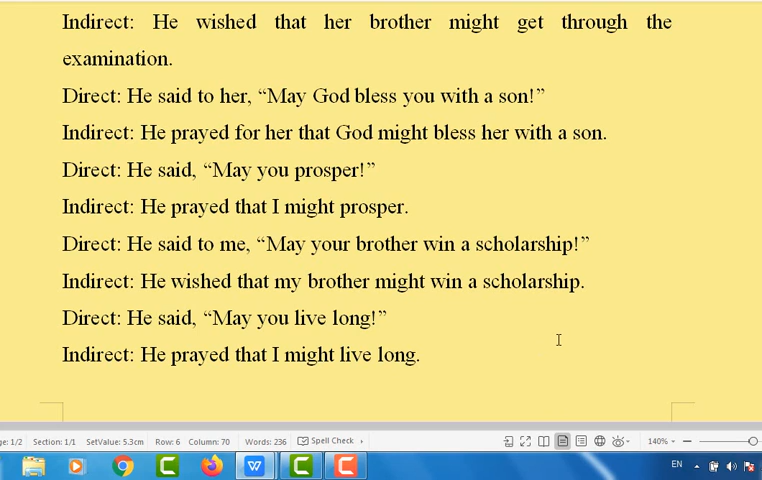 Indirect: He wished that her brother might get through the
examination.
Direct: He said to her, “May God bless you with a son!”
Indirect: He prayed for her that God might bless her with a son.
Direct: He said, “May you prosper!”
Indirect: He prayed that I might prosper.
Direct: He said to me, “May your brother win a scholarship!”
Indirect: He wished that my brother might win a scholarship.
Direct: He said, “May you live long!”
Indirect: He prayed that I might live long.
ge: 1/2 Section: 1/1 SetValue: 5.3cm Row: 6 Column: 70 Words: 236 Spell Check 140%
EN